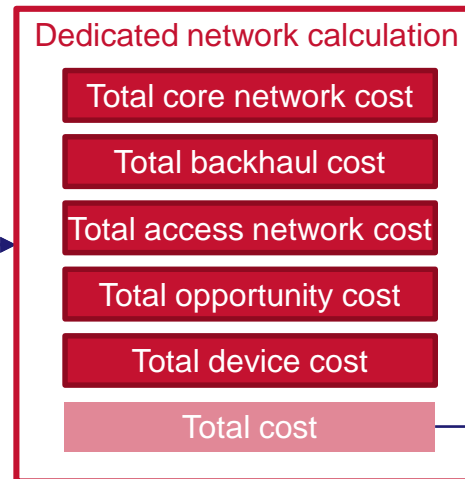 Dedicated network calculation
Total core network cost
Total backhaul cost
Total access network cost
Total opportunity cost
Total device cost
Total cost